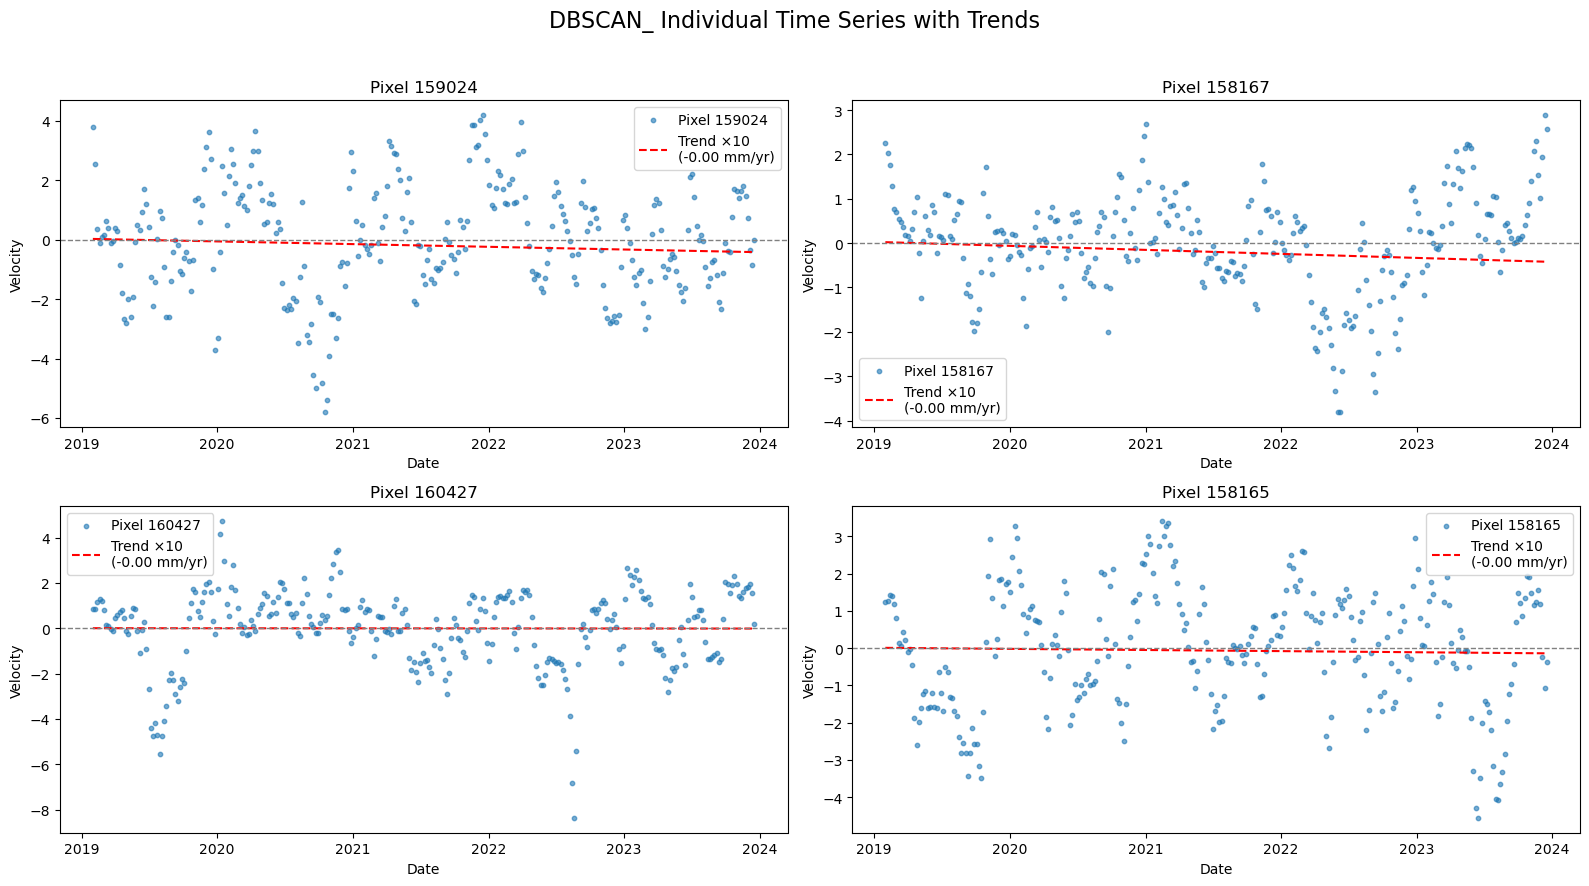 DBSCAN_ Individual Time Series with Trends
Pixel 159024
Velocity
4
2
0
−2
−4
−6
Pixel 159024
Trend ×10
(-0.00 mm/yr)
2019 2020 2021 2022 2023 2024
Date
Pixel 158167
Velocity
3
2
1
0
−1
−2
−3
−4
Pixel 158167
Trend ×10
(-0.00 mm/yr)
2019 2020 2021 2022 2023 2024
Date
Pixel 160427
Velocity
4
2
0
−2
−4
−6
−8
Pixel 160427
Trend ×10
(-0.00 mm/yr)
2019 2020 2021 2022 2023 2024
Date
Pixel 158165
Velocity
3
2
1
0
−1
−2
−3
−4
Pixel 158165
Trend ×10
(-0.00 mm/yr)
2019 2020 2021 2022 2023 2024
Date